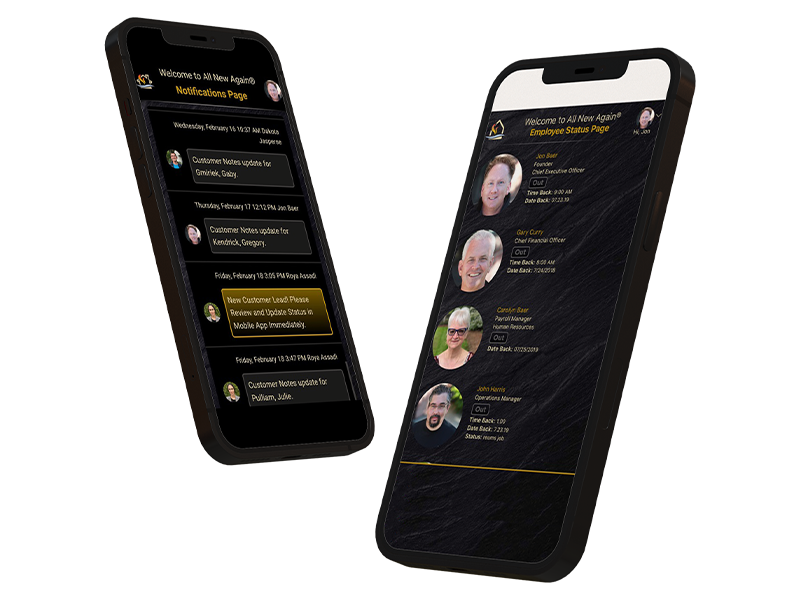 Welcome to All New Again®
Notifications Page
Wednesday, February 16 10:37 AM Dakota
Jasperse
Customer Notes update for
Gmiriek, Gaby.
Thursday, February 17 12:12 PM Jon Baer
Customer Notes update for
Kendrick, Gregory.
Friday, February 18 3:05 PM Roya Assadi
New Customer Lead! Please
Review and Update Status in
Mobile App Immediately.
Friday, February 18 3:47 PM Roya Assadi
Customer Notes update for
Pulliam, Julie.
Welcome to All New Again®
Employee Status Page
Hi, Jon
Jon Baer
Founder
Chief Executive Officer
Out
Time Back: 9:00 AM
Date Back: 07.23.19
Gary Curry
Chief Financial Officer
Out
Time Back: 8:00 AM
Date Back: 7/24/2018
Carolyn Baer
Payroll Manager
Human Resources
Out
Date Back: 07/25/2019
John Harris
Operations Manager
Out
Time Back: 1:00
Date Back: 7.23.19
Status: Hours job